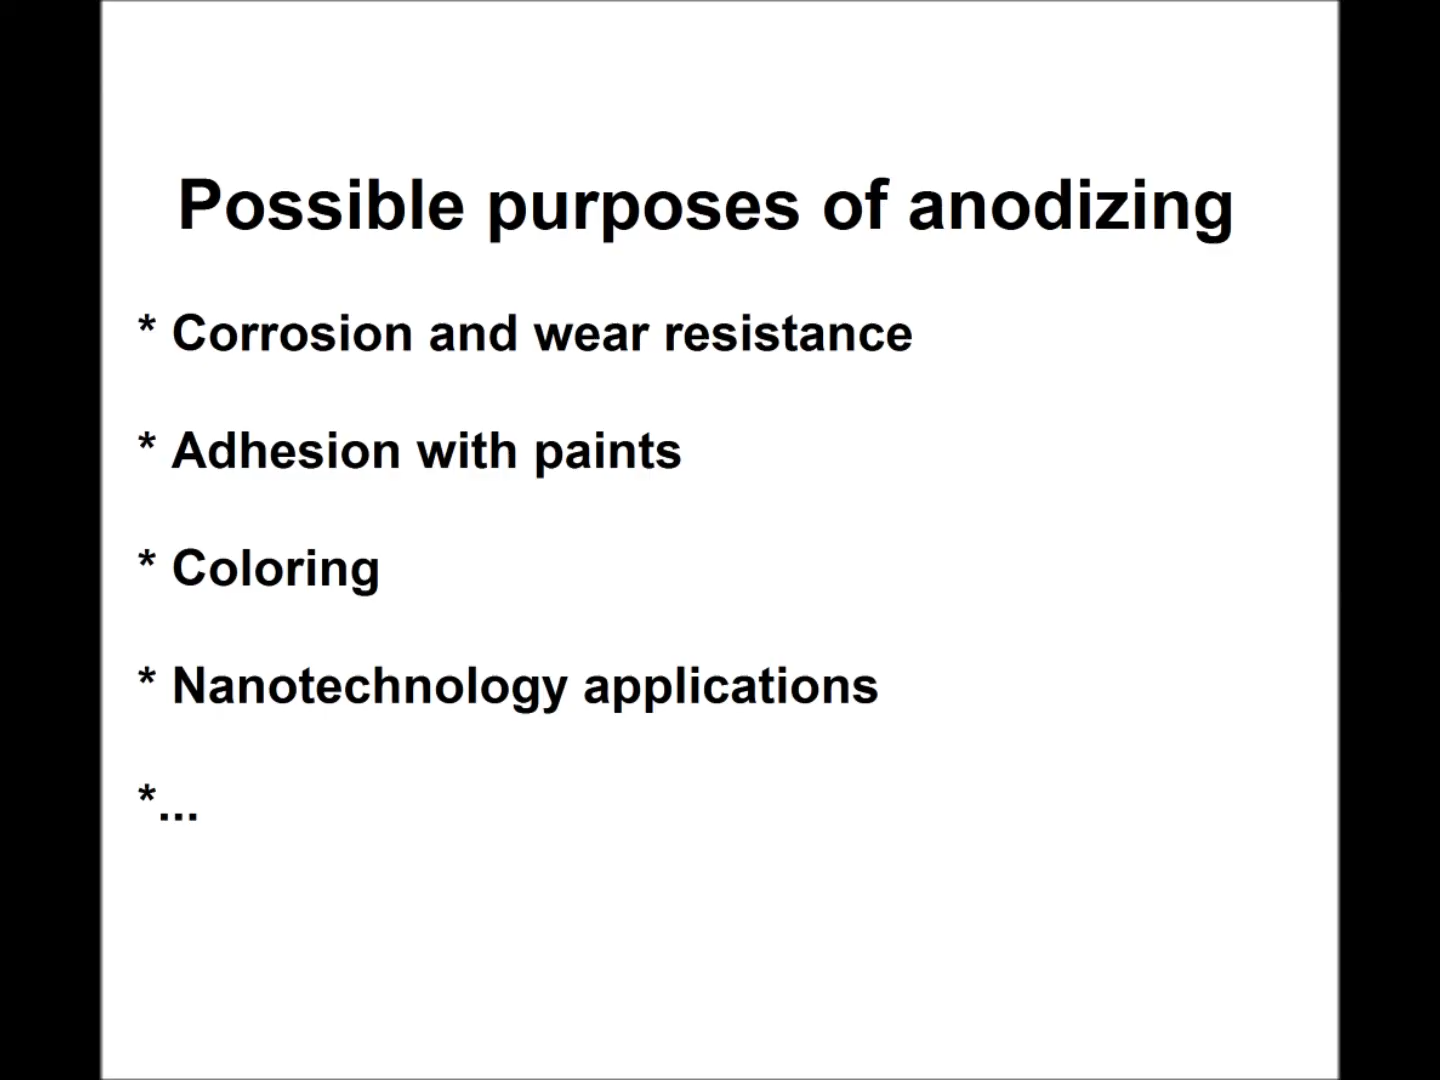 Possible purposes of anodizing
* Corrosion and wear resistance
* Adhesion with paints
* Coloring
* Nanotechnology applications
*...